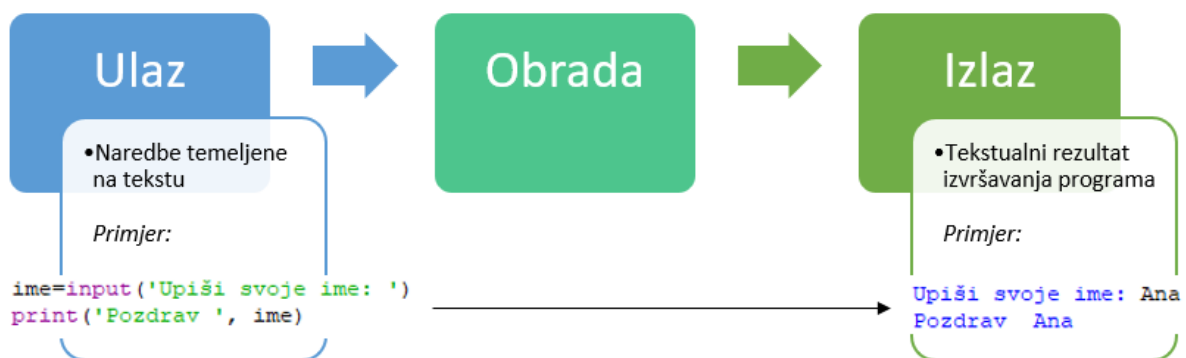 Ulaz
Obrada
Izlaz
•Naredbe temeljene
na tekstu
Primjer:
ime=input('Upiši svoje ime: ')
print('Pozdrav ', ime)
•Tekstualni rezultat
izvršavanja programa
Primjer:
Upiši svoje ime: Ana
Pozdrav  Ana